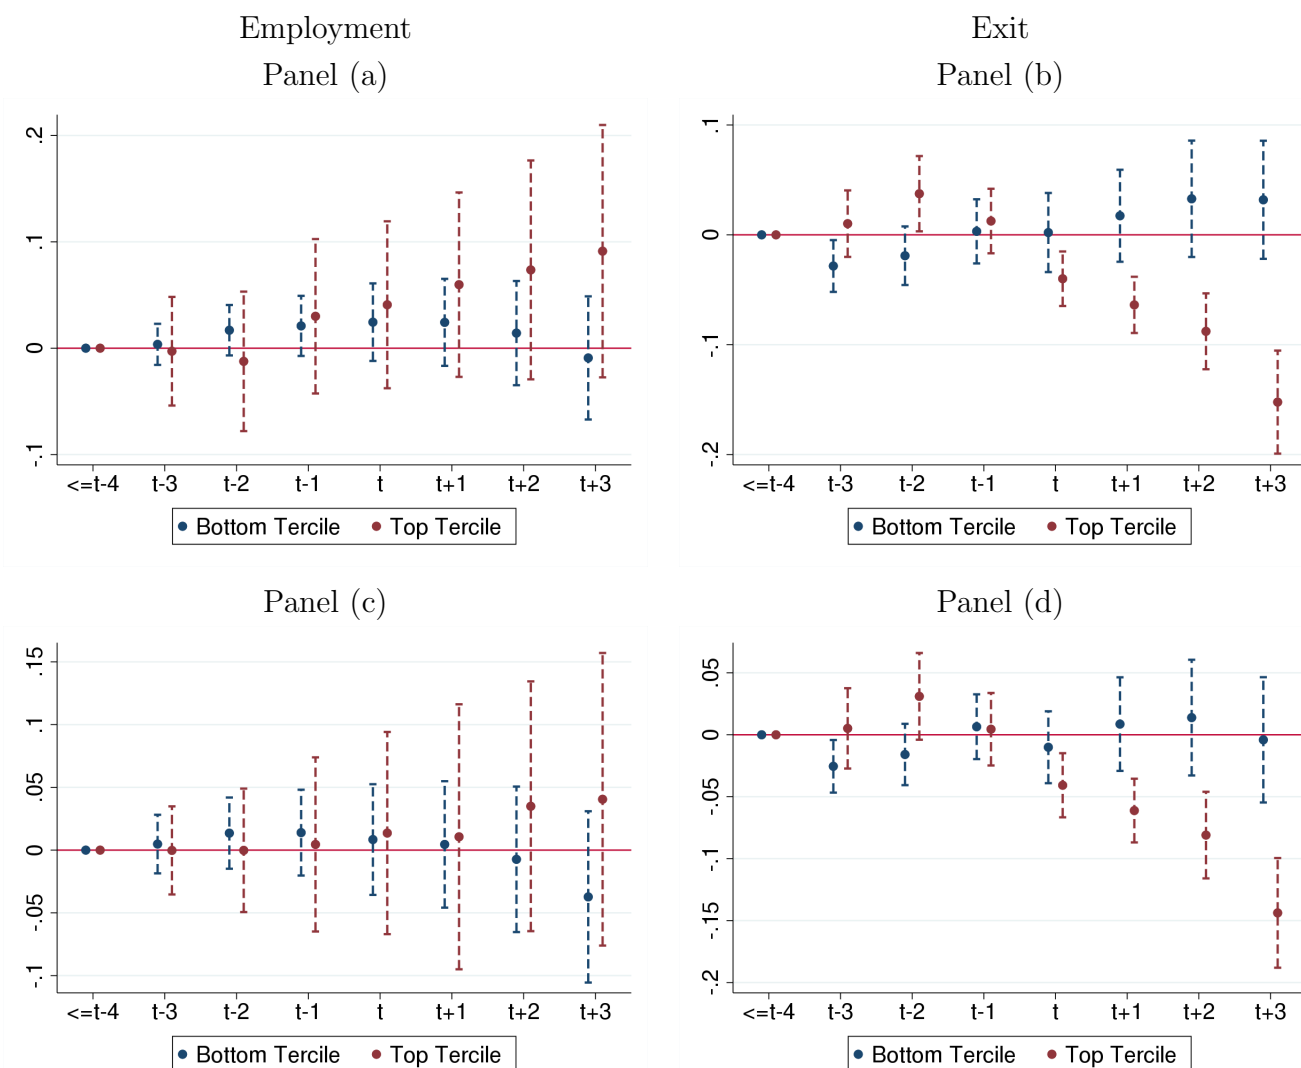 Employment
Exit
Panel (a)
Panel (b)
.2
.1
0
-.1
<=t-4 t-3 t-2 t-1 t t+1 t+2 t+3
Bottom Tercile Top Tercile
.1
0
-.1
-.2
<=t-4 t-3 t-2 t-1 t t+1 t+2 t+3
Bottom Tercile Top Tercile
Panel (c)
Panel (d)
.15
.1
.05
0
-.05
-.1
<=t-4 t-3 t-2 t-1 t t+1 t+2 t+3
Bottom Tercile Top Tercile
.05
0
-.05
-.1
-.15
-.2
<=t-4 t-3 t-2 t-1 t t+1 t+2 t+3
Bottom Tercile Top Tercile